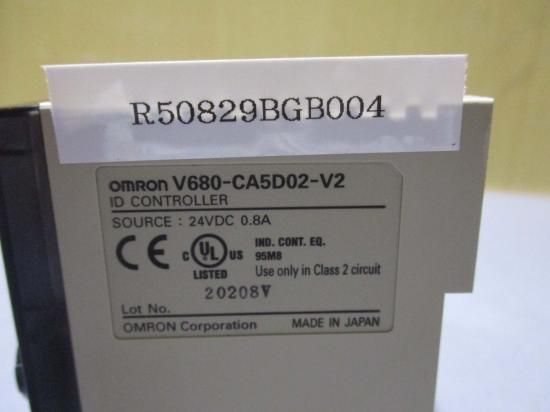 R50829BGB004
omron V680-CA5D02-V2
ID CONTROLLER
SOURCE : 24VDC 0.8A
CE C UL US LISTED
IND. CONT. EQ.
95M8
Use only in Class 2 circuit
20208V
Lot No.
OMRON Corporation MADE IN JAPAN